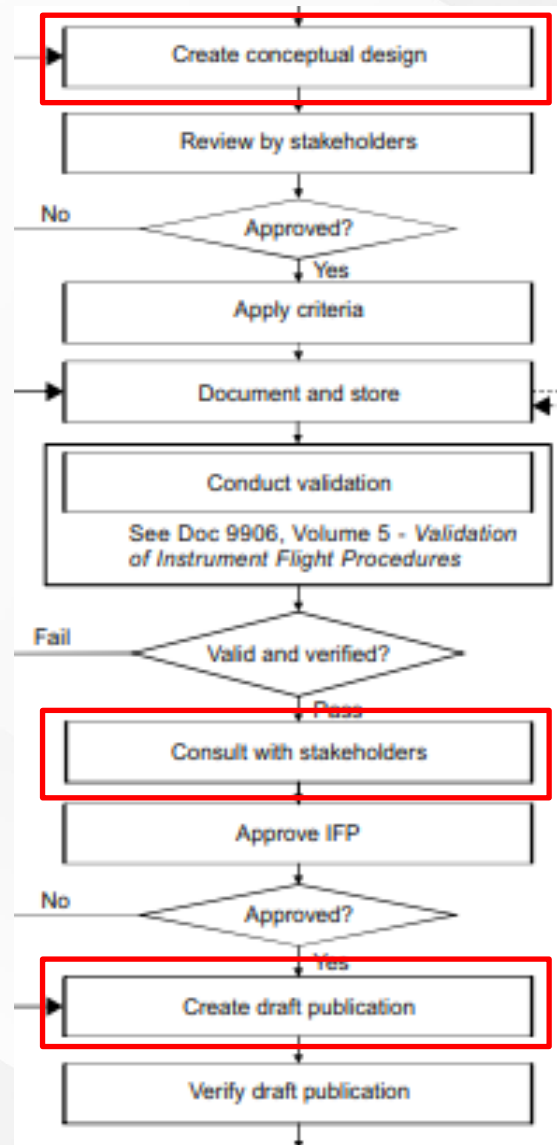 Create conceptual design
Review by stakeholders
No
Approved?
Yes
Apply criteria
Document and store
Conduct validation
See Doc 9906, Volume 5 - Validation
of Instrument Flight Procedures
Fail
Valid and verified?
Pass
Consult with stakeholders
Approve IFP
No
Approved?
Yes
Create draft publication
Verify draft publication